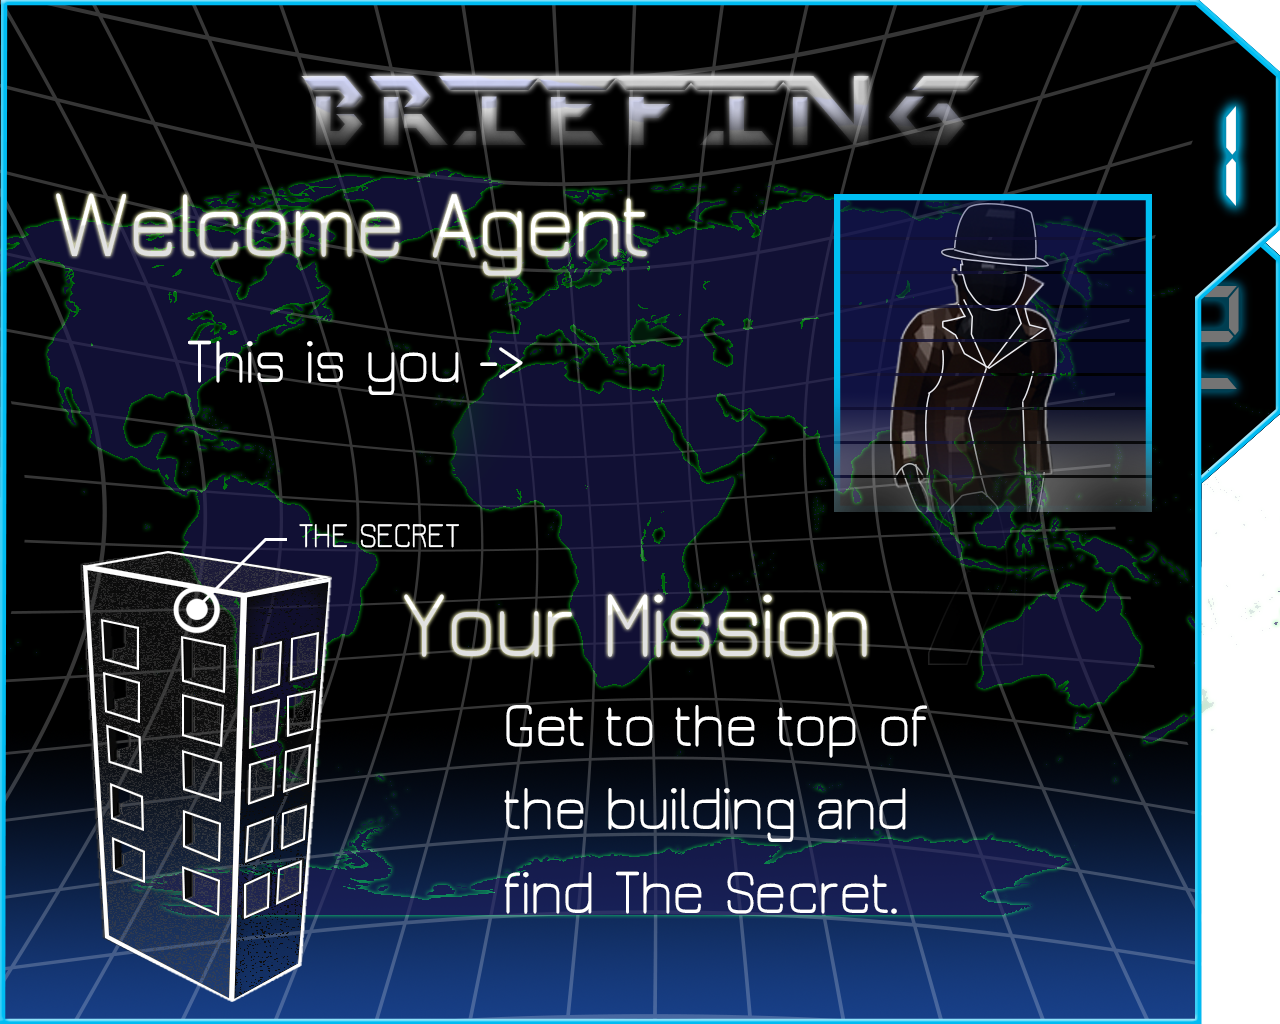 BRIEFING
1
Welcome Agent
2
This is you ->
THE SECRET
Your Mission
Get to the top of
the building and
find The Secret.